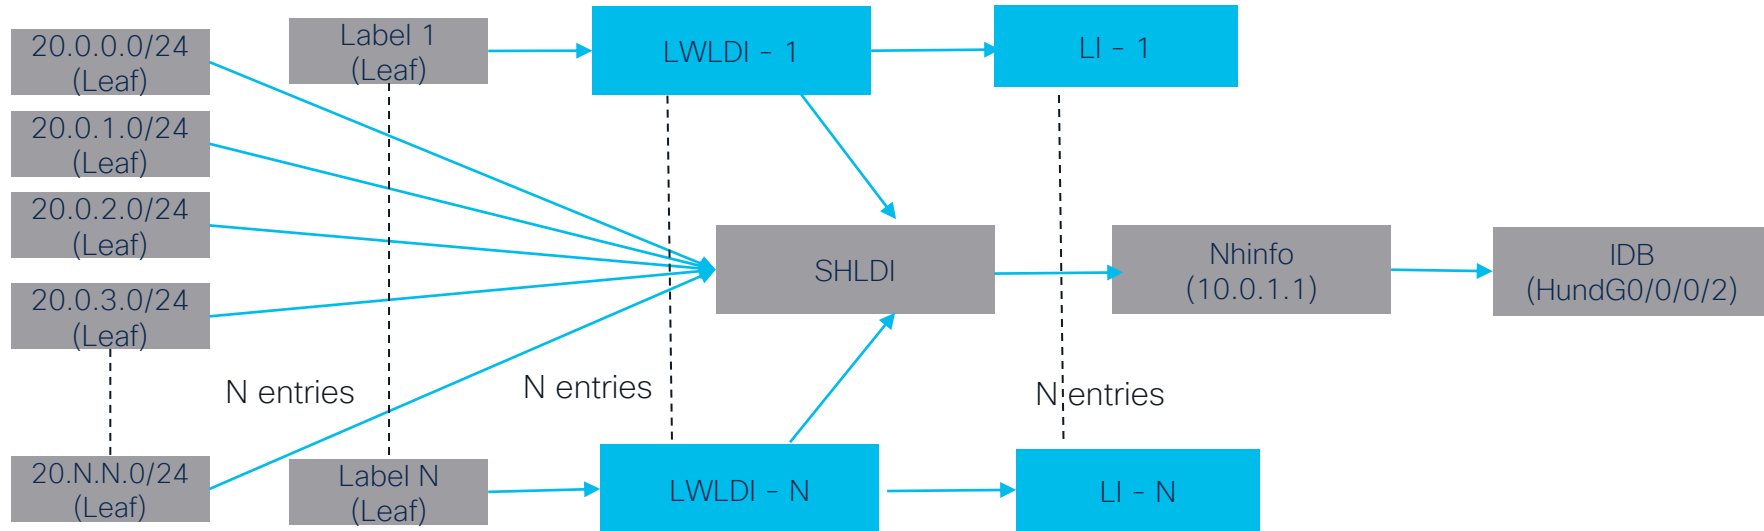 20.0.0.0/24
(Leaf)
20.0.1.0/24
(Leaf)
20.0.2.0/24
(Leaf)
20.0.3.0/24
(Leaf)
20.N.N.0/24
(Leaf)
N entries
Label 1
(Leaf)
Label N
(Leaf)
N entries
LWLDI - 1
LWLDI - N
SHLDI
LI - 1
N entries
LI - N
Nhinfo
(10.0.1.1)
IDB
(HundG0/0/0/2)